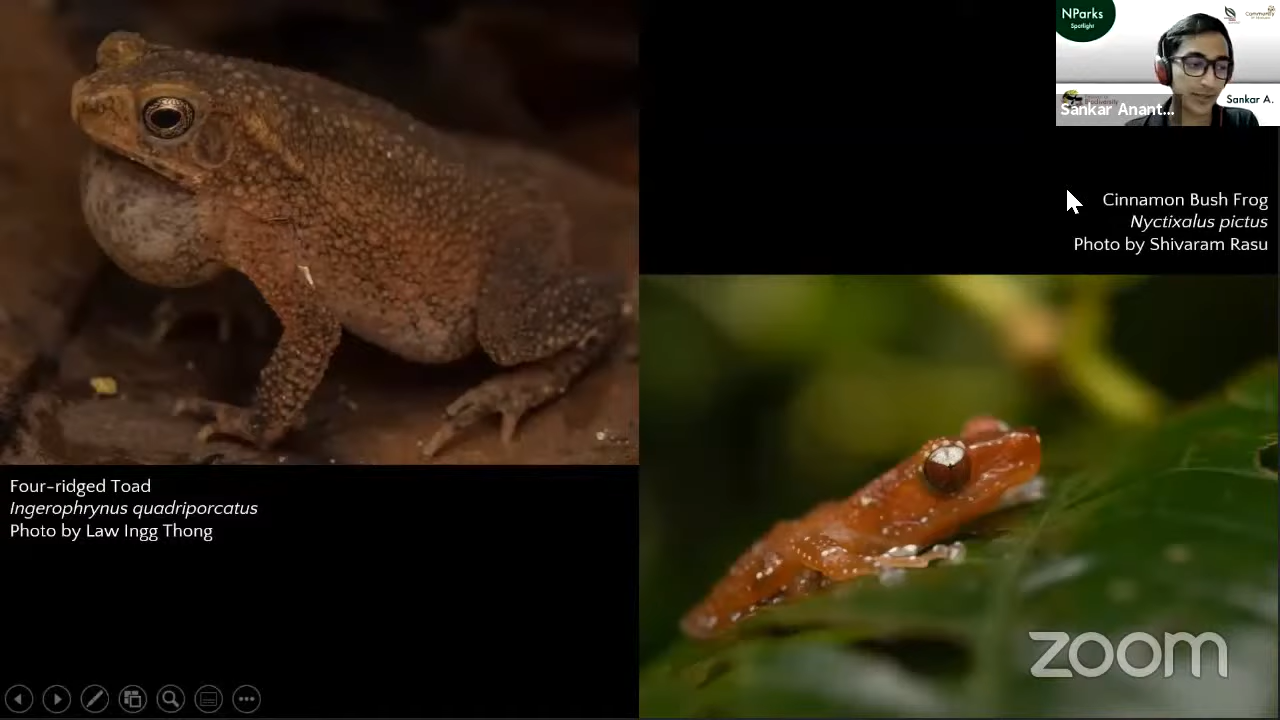 NParks
Spotlight
Community
Sankar A.
Sankar Anant...
Cinnamon Bush Frog
Nyctixalus pictus
Photo by Shivaram Rasu
Four-ridged Toad
Ingerophrynus quadriporcatus
Photo by Law Ingg Thong
zoom